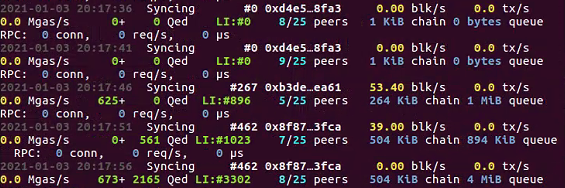 2021-01-03 20:17:36 Syncing #0 0xd4e5…8fa3 0.00 blk/s 0.0 tx/s
0.0 Mgas/s 0+ 0 Qed LI:#0 8/25 peers 1 KiB chain 0 bytes queue
RPC: 0 conn, 0 req/s, 0 µs
2021-01-03 20:17:41 Syncing #0 0xd4e5…8fa3 0.00 blk/s 0.0 tx/s
0.0 Mgas/s 0+ 0 Qed LI:#0 9/25 peers 1 KiB chain 0 bytes queue
RPC: 0 conn, 0 req/s, 0 µs
2021-01-03 20:17:46 Syncing #267 0xb3de…ea61 53.40 blk/s 0.0 tx/s
0.0 Mgas/s 625+ 0 Qed LI:#896 5/25 peers 264 KiB chain 1 MiB queue
RPC: 0 conn, 0 req/s, 0 µs
2021-01-03 20:17:51 Syncing #462 0x8f87…3fca 39.00 blk/s 0.0 tx/s
0.0 Mgas/s 0+ 561 Qed LI:#1023 7/25 peers 504 KiB chain 894 KiB queue
RPC: 0 conn, 0 req/s, 0 µs
2021-01-03 20:17:56 Syncing #462 0x8f87…3fca 0.00 blk/s 0.0 tx/s
0.0 Mgas/s 673+ 2165 Qed LI:#3302 8/25 peers 504 KiB chain 4 MiB queue